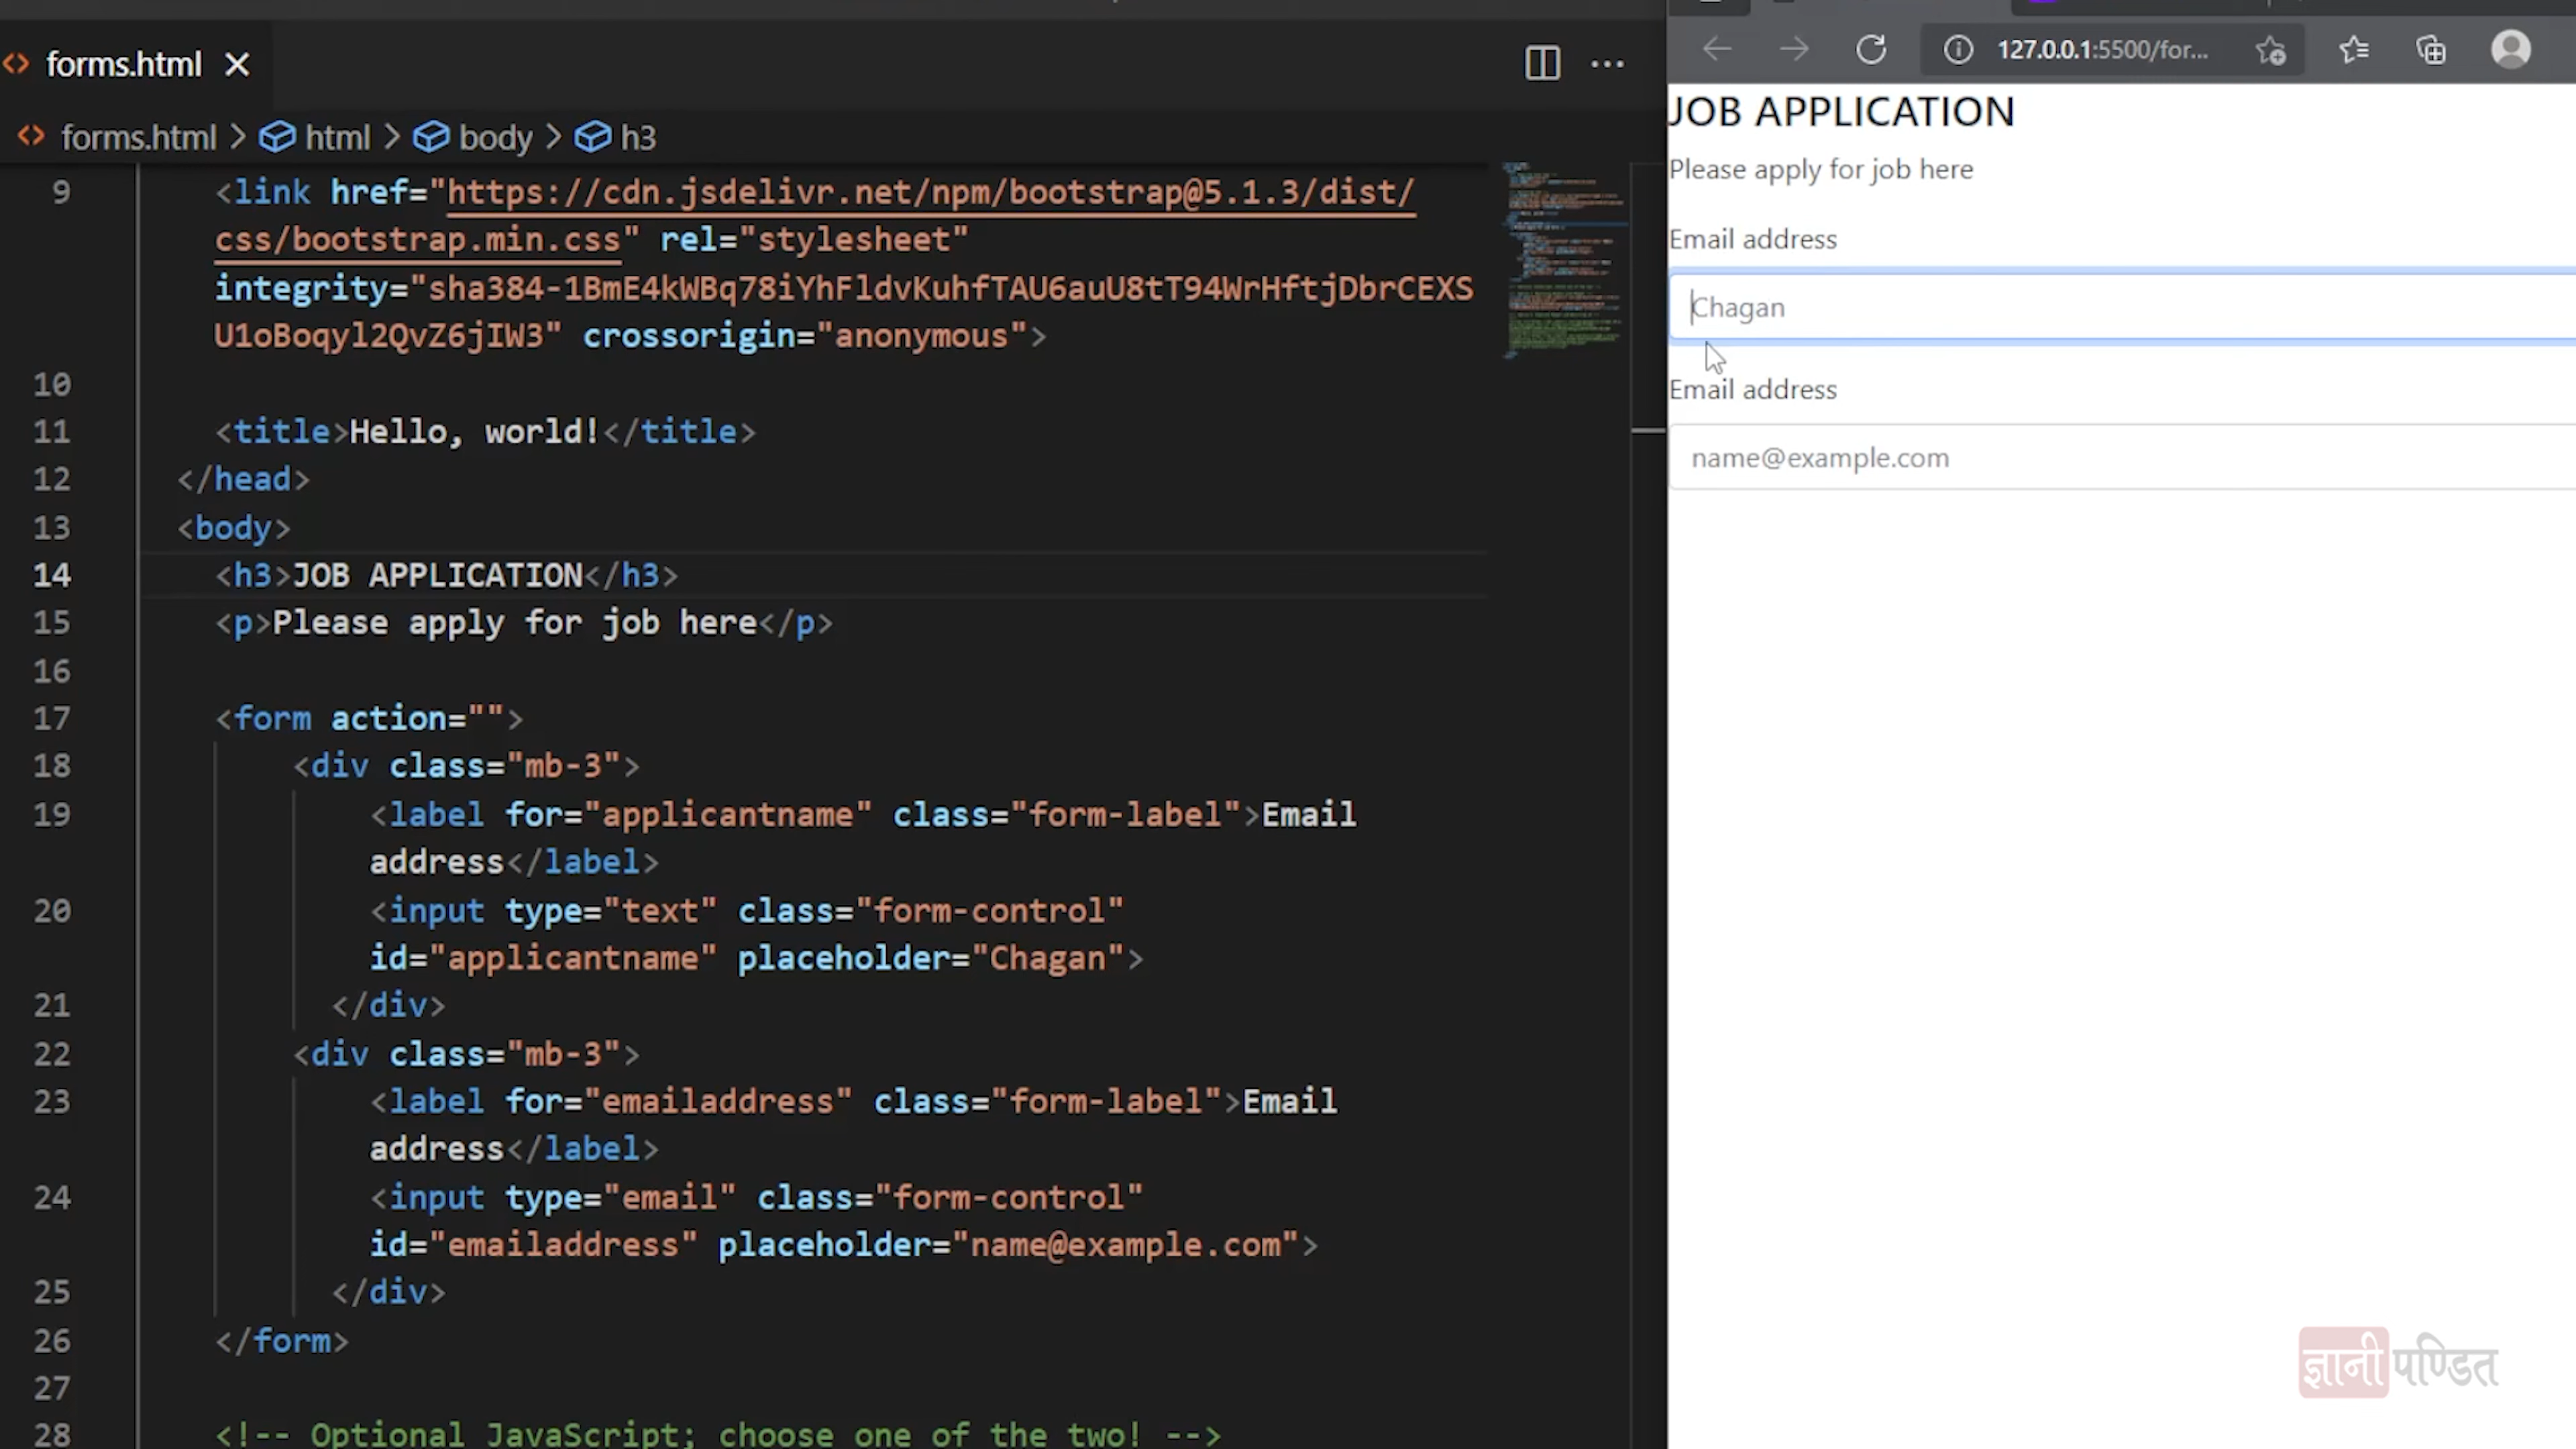 forms.html
forms.html > html > body > h3
9 <link href="https://cdn.jsdelivr.net/npm/bootstrap@5.1.3/dist/
css/bootstrap.min.css" rel="stylesheet"
integrity="sha384-1BmE4kWBq78iYhFldvKuhfTAU6auU8tT94WrHftjDbrCEXS
U1oBoqyl2QvZ6jIW3" crossorigin="anonymous">
10
11 <title>Hello, world!</title>
12 </head>
13 <body>
14 <h3>JOB APPLICATION</h3>
15 <p>Please apply for job here</p>
16
17 <form action="">
18 <div class="mb-3">
19 <label for="applicantname" class="form-label">Email
address</label>
20 <input type="text" class="form-control"
id="applicantname" placeholder="Chagan">
21 </div>
22 <div class="mb-3">
23 <label for="emailaddress" class="form-label">Email
address</label>
24 <input type="email" class="form-control"
id="emailaddress" placeholder="name@example.com">
25 </div>
26 </form>
27
28 <!-- Optional JavaScript; choose one of the two! -->
127.0.0.1:5500/for...
JOB APPLICATION
Please apply for job here
Email address
Chagan
Email address
name@example.com
ज्ञानी पण्डित